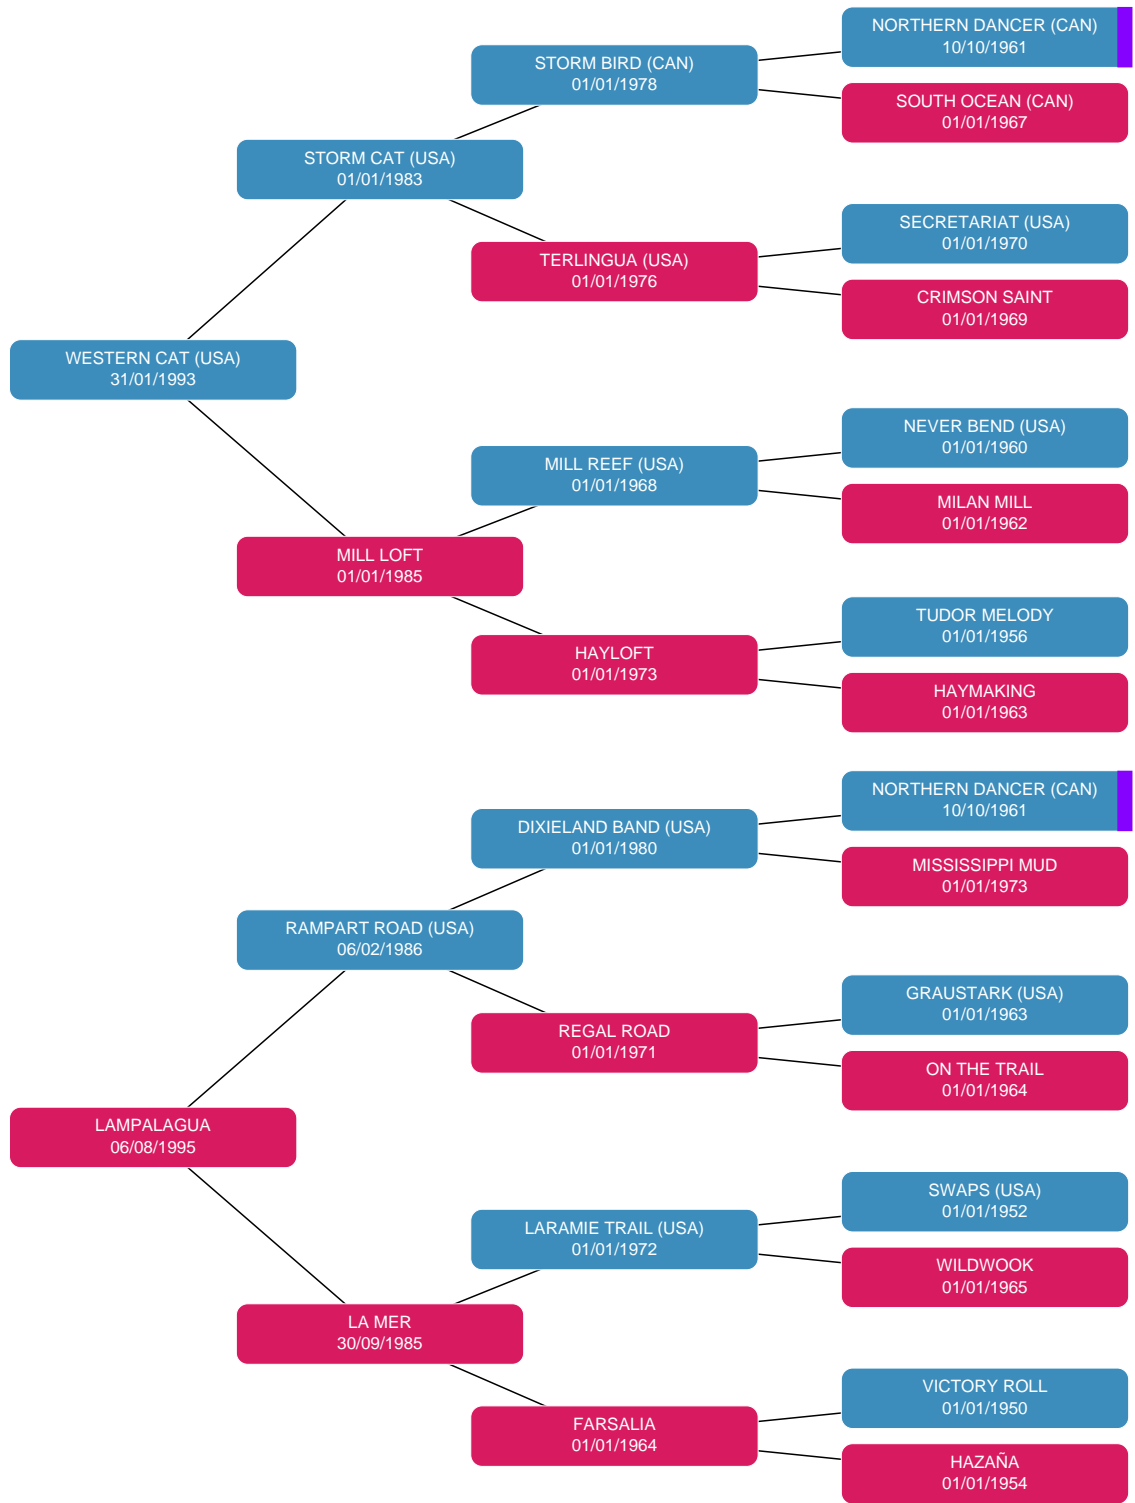 NORTHERN DANCER (CAN)
10/10/1961
STORM BIRD (CAN)
01/01/1978
SOUTH OCEAN (CAN)
01/01/1967
STORM CAT (USA)
01/01/1983
SECRETARIAT (USA)
01/01/1970
TERLINGUA (USA)
01/01/1976
CRIMSON SAINT
01/01/1969
WESTERN CAT (USA)
31/01/1993
NEVER BEND (USA)
01/01/1960
MILL REEF (USA)
01/01/1968
MILAN MILL
01/01/1962
MILL LOFT
01/01/1985
TUDOR MELODY
01/01/1956
HAYLOFT
01/01/1973
HAYMAKING
01/01/1963
NORTHERN DANCER (CAN)
10/10/1961
DIXIELAND BAND (USA)
01/01/1980
MISSISSIPPI MUD
01/01/1973
RAMPART ROAD (USA)
06/02/1986
GRAUSTARK (USA)
01/01/1963
REGAL ROAD
01/01/1971
ON THE TRAIL
01/01/1964
LAMPALAGUA
06/08/1995
SWAPS (USA)
01/01/1952
LARAMIE TRAIL (USA)
01/01/1972
WILDWOOK
01/01/1965
LA MER
30/09/1985
VICTORY ROLL
01/01/1950
FARSALIA
01/01/1964
HAZAÑA
01/01/1954